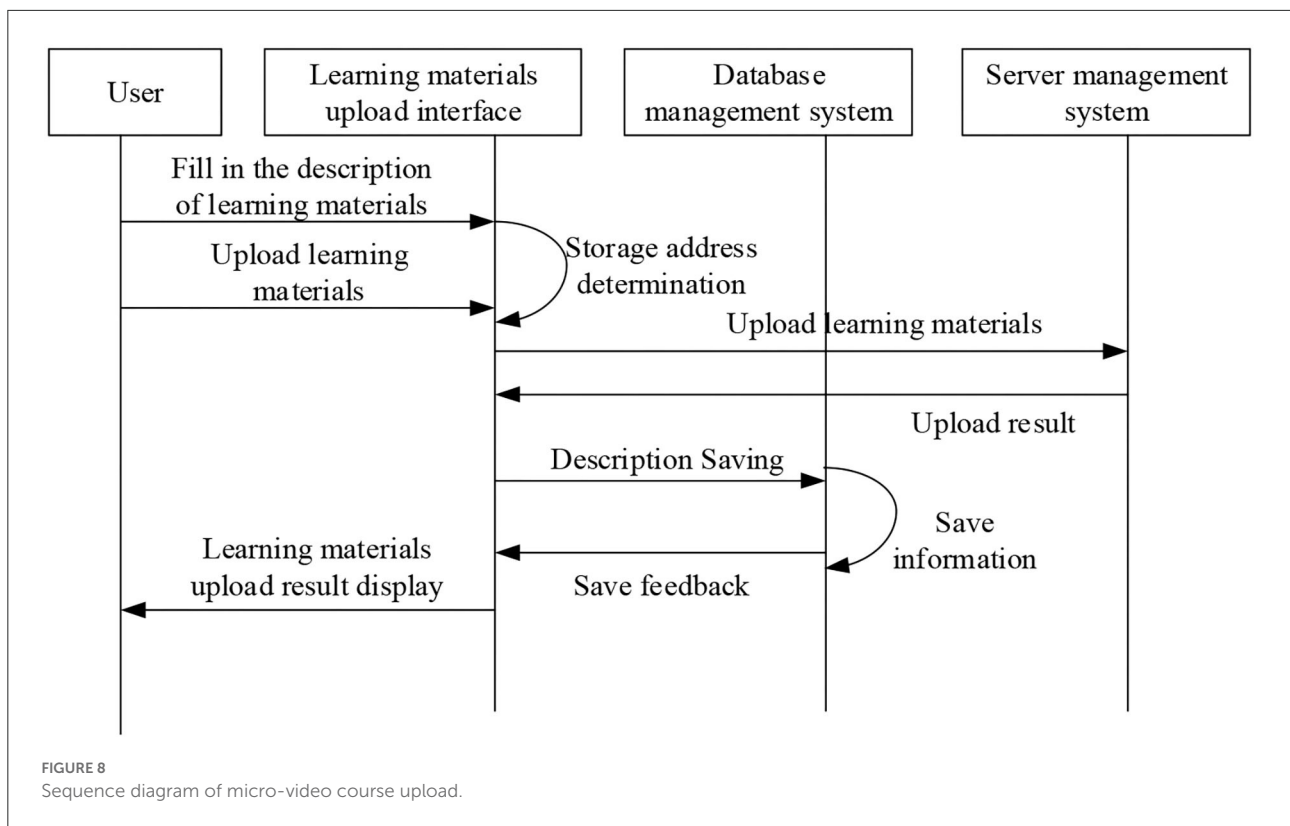 User
Learning materials
upload interface
Database
management system
Server management
system
Fill in the description
of learning materials
Upload learning
materials
Storage address
determination
Upload learning materials
Upload result
Description Saving
Save
information
Learning materials
upload result display
Save feedback
FIGURE 8
Sequence diagram of micro-video course upload.